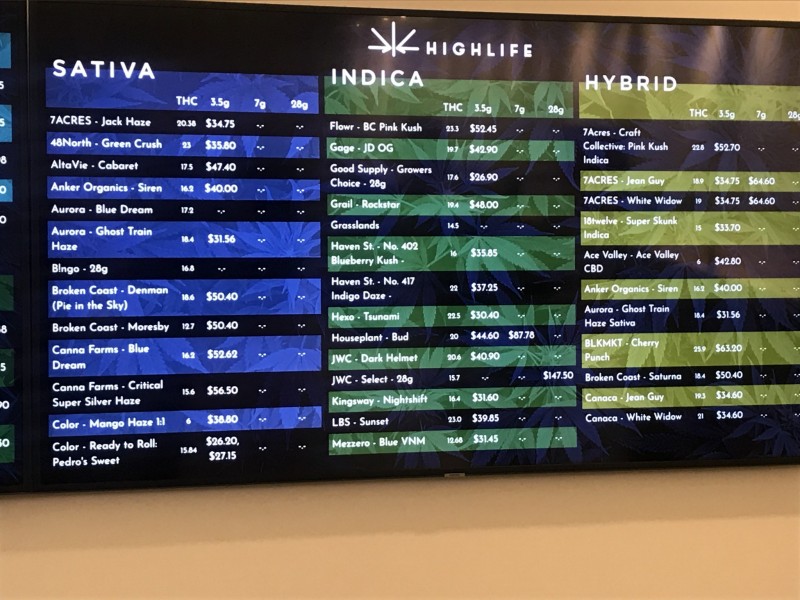 HIGHLIFE
SATIVA
THC 3.5g 7g 28g
7ACRES - Jack Haze 20.38 $34.75 -.- -.-
48North - Green Crush 23 $35.80 -.- -.-
AltaVie - Cabaret 17.5 $47.40 -.- -.-
Anker Organics - Siren 16.2 $40.00 -.- -.-
Aurora - Blue Dream 17.2 -.- -.- -.-
Aurora - Ghost Train
Haze 18.4 $31.56 -.- -.-
BIngo - 28g 16.8 -.- -.- -.-
Broken Coast - Denman
(Pie in the Sky) 18.6 $50.40 -.- -.-
Broken Coast - Moresby 12.7 $50.40 -.- -.-
Canna Farms - Blue
Dream 16.2 $52.62 -.- -.-
Canna Farms - Critical
Super Silver Haze 15.6 $56.50 -.- -.-
Color - Mango Haze 1:1 6 $38.80 -.- -.-
Color - Ready to Roll:
Pedro's Sweet 15.84 $26.20,
$27.15 -.- -.-
INDICA
THC 3.5g 7g 28g
Flowr - BC Pink Kush 23.3 $52.45 -.- -.-
Gage - JD OG 19.7 $42.90 -.- -.-
Good Supply - Growers
Choice - 28g 17.6 $26.90 -.- -.-
Grail - Rockstar 19.4 $48.00 -.- -.-
Grasslands 14.5 -.- -.- -.-
Haven St. - No. 402
Blueberry Kush - 16 $35.85 -.- -.-
Haven St. - No. 417
Indigo Daze - 22 $37.25 -.- -.-
Hexo - Tsunami 22.5 $30.40 -.- -.-
Houseplant - Bud 20 $44.60 $87.78 -.-
JWC - Dark Helmet 20.6 $40.90 -.- -.-
JWC - Select - 28g 15.7 -.- -.- $147.50
Kingsway - Nightshift 16.4 $31.60 -.- -.-
LBS - Sunset 23.0 $39.85 -.- -.-
Mezzero - Blue VNM 12.68 $31.45 -.- -.-
HYBRID
THC 3.5g 7g 28g
7Acres - Craft
Collective: Pink Kush
Indica 22.8 $52.70 -.- -.-
7ACRES - Jean Guy 18.9 $34.75 $64.60 -.-
7ACRES - White Widow 19 $34.75 $64.60 -.-
18twelve - Super Skunk
Indica 15 $33.70 -.- -.-
Ace Valley - Ace Valley
CBD 6 $42.80 -.- -.-
Anker Organics - Siren 16.2 $40.00 -.- -.-
Aurora - Ghost Train
Haze Sativa 18.4 $31.56 -.- -.-
BLKMKT - Cherry
Punch 25.9 $63.20 -.- -.-
Broken Coast - Saturna 18.4 $50.40 -.- -.-
Canaca - Jean Guy 19.3 $34.60 -.- -.-
Canaca - White Widow 21 $34.60 -.- -.-